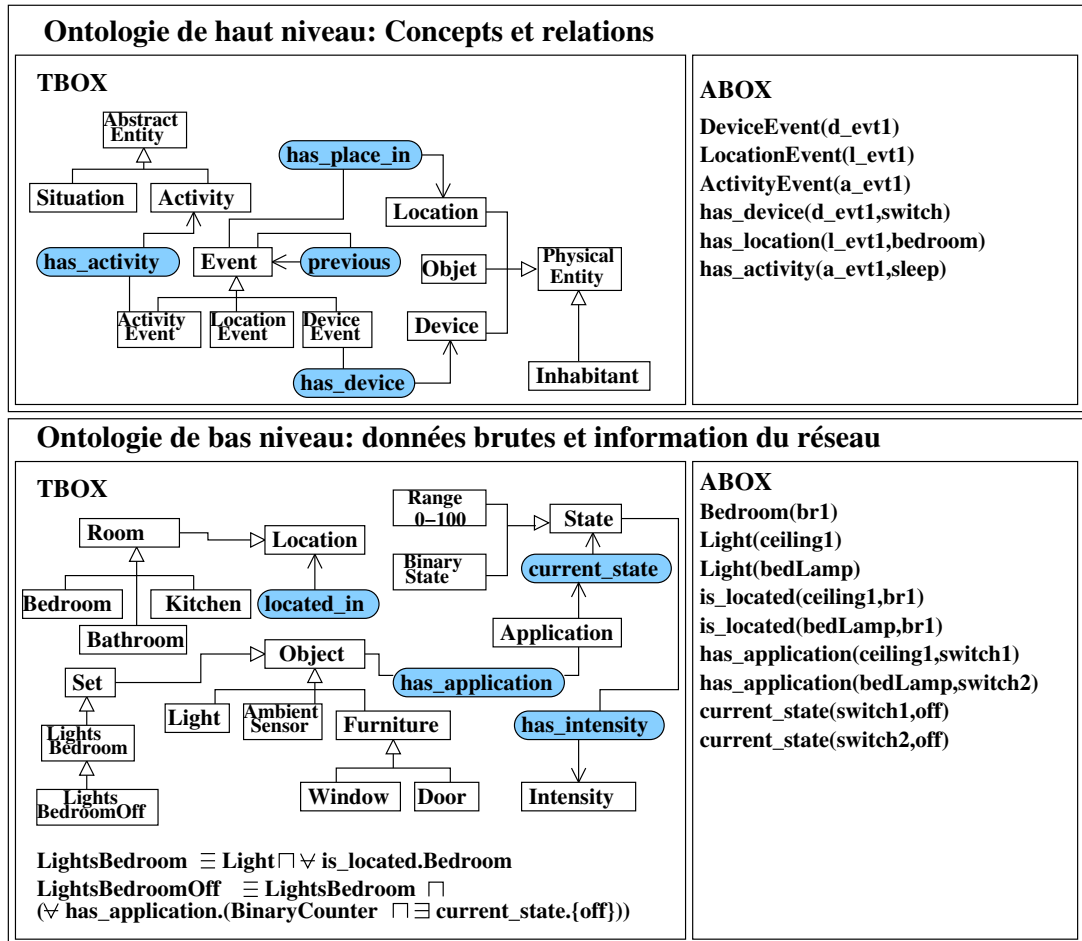 Ontologie de haut niveau: Concepts et relations
TBOX
Abstract
Entity
Situation
Activity
has_place_in
Location
has_activity
Event
previous
Objet
Physical
Entity
Activity
Event
Location
Event
Device
Event
Device
has_device
Inhabitant
ABOX
DeviceEvent(d_evt1)
LocationEvent(l_evt1)
ActivityEvent(a_evt1)
has_device(d_evt1,switch)
has_location(l_evt1,bedroom)
has_activity(a_evt1,sleep)
Ontologie de bas niveau: données brutes et information du réseau
TBOX
Room
Location
Range
0−100
State
Binary
State
current_state
Bedroom
Kitchen
located_in
Bathroom
Application
Object
Set
has_application
Light
Ambient
Sensor
Furniture
has_intensity
Lights
Bedroom
Lights
BedroomOff
Window
Door
Intensity
LightsBedroom ≡ Light ⊓ ∀ is_located.Bedroom
LightsBedroomOff ≡ LightsBedroom ⊓
(∀ has_application.(BinaryCounter ⊓ ∃ current_state.{off}))
ABOX
Bedroom(br1)
Light(ceiling1)
Light(bedLamp)
is_located(ceiling1,br1)
is_located(bedLamp,br1)
has_application(ceiling1,switch1)
has_application(bedLamp,switch2)
current_state(switch1,off)
current_state(switch2,off)